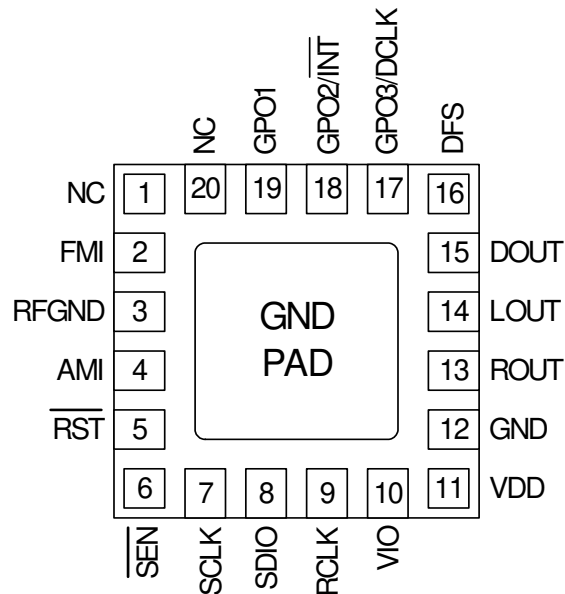 NC
GPO1
GPO2/INT
GPO3/DCLK
DFS
NC
1
20
19
18
17
16
FMI
2
15
DOUT
RFGND
3
14
LOUT
AMI
4
13
ROUT
RST
5
12
GND
6
7
8
9
10
11
VDD
GND
PAD
SEN
SCLK
SDIO
RCLK
VIO